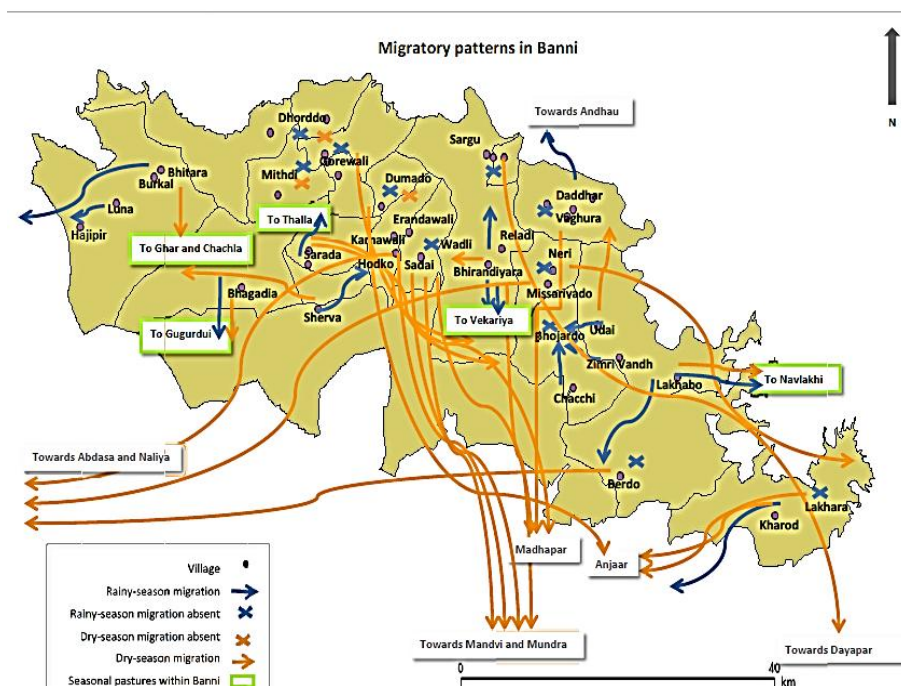 Migratory patterns in Banni
N
Towards Andhau
Dhorddo
Sargu
Torewali
Mithdi
Bhitara
Burkal
Dumado
Daddhar
Luna
Veghura
To Thalla
Erandawali
Hajipir
Karnawali
Wadli
Reladi
To Ghar and Chachla
Sarada
Hodko
Sadai
Neri
Bhirandiyara
Missariyado
Bhagadia
Sherva
To Vekariya
To Gugurdui
Bhojardo
Udai
Zimri Vandh
Lakhabo
To Navlakhi
Chacchi
Towards Abdasa and Naliya
Berdo
Lakhara
Kharod
Madhapar
Anjaar
Village
Rainy-season migration
Rainy-season migration absent
Dry-season migration absent
Dry-season migration
Seasonal pastures within Banni
Towards Mandvi and Mundra
Towards Dayapar
0
40
km